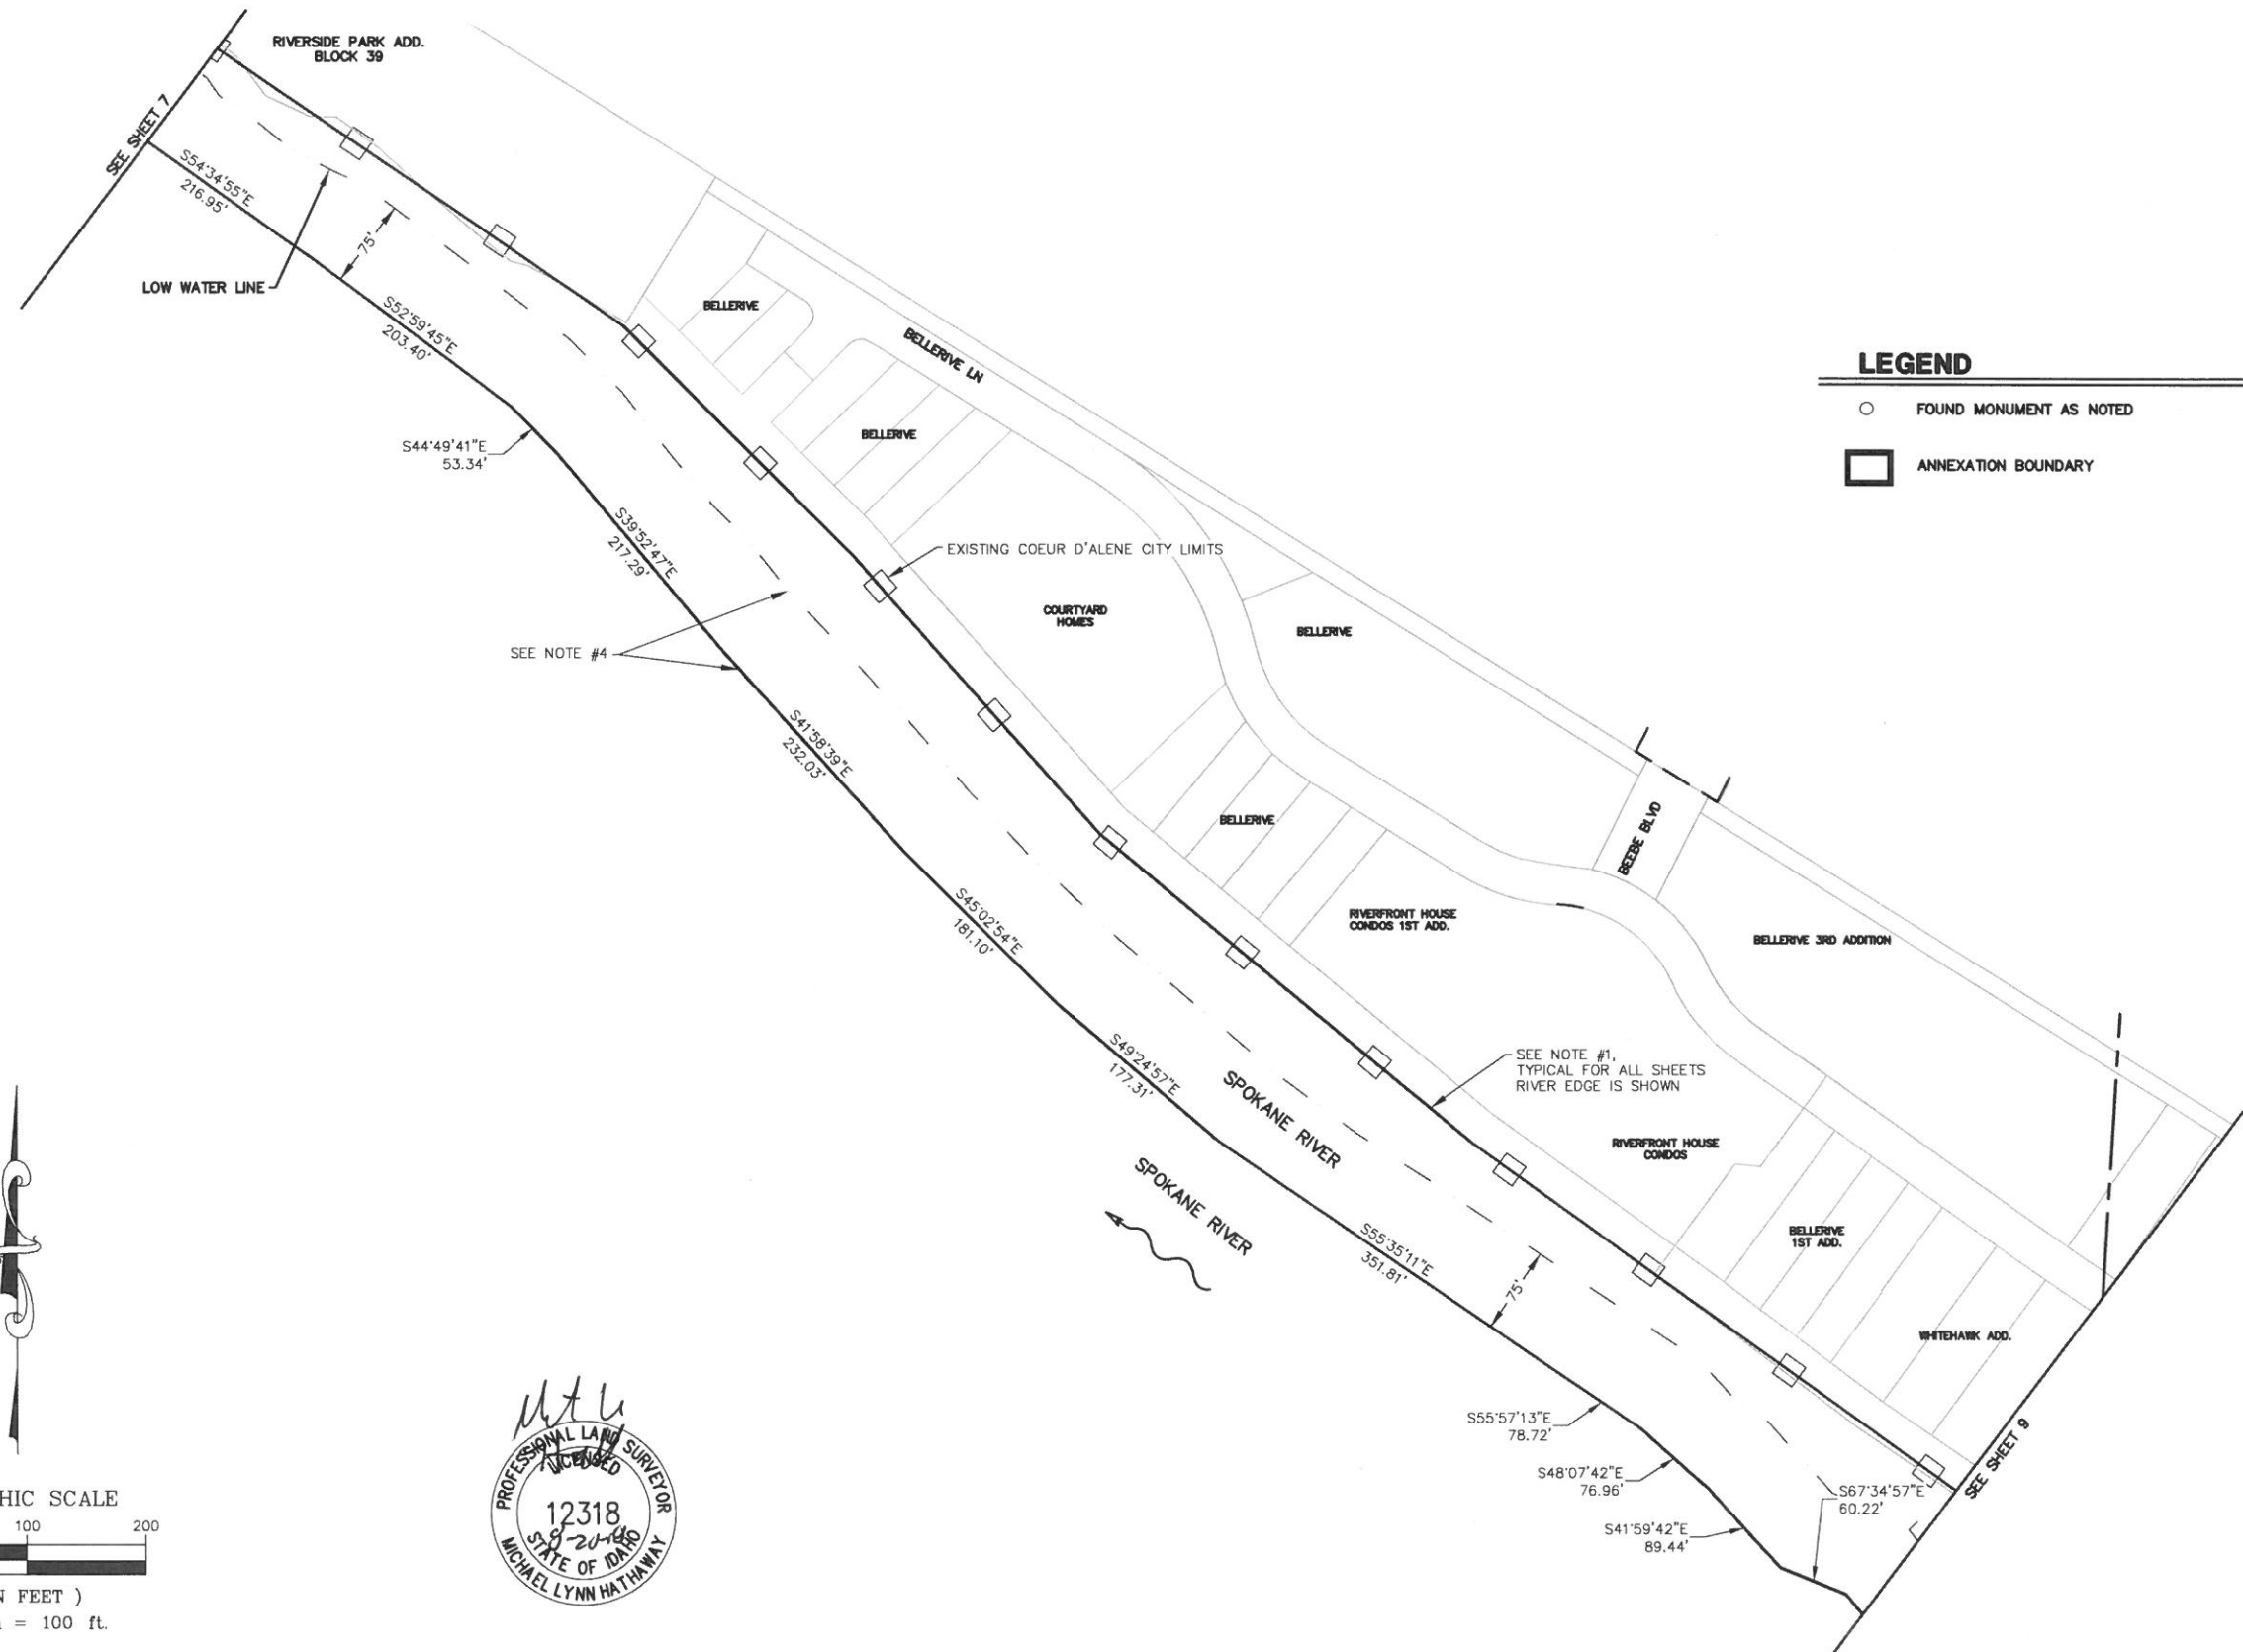 RIVERSIDE PARK ADD.
BLOCK 39
SEE SHEET 7
S54°34'55"E
216.95'
75'
LOW WATER LINE
S52°59'45"E
203.40'
BELLERIVE
BELLERIVE LN
LEGEND
FOUND MONUMENT AS NOTED
ANNEXATION BOUNDARY
BELLERIVE
S44°49'41"E
53.34'
S39°52'47"E
217.29'
EXISTING COEUR D'ALENE CITY LIMITS
COURTYARD
HOMES
BELLERIVE
SEE NOTE #4
S41°58'39"E
232.03'
BELLERIVE
BEEBE BLVD
S45°02'54"E
181.10'
RIVERFRONT HOUSE
CONDOS 1ST ADD.
BELLERIVE 3RD ADDITION
S49°24'57"E
177.31'
SPOKANE RIVER
SEE NOTE #1,
TYPICAL FOR ALL SHEETS
RIVER EDGE IS SHOWN
RIVERFRONT HOUSE
CONDOS
SPOKANE RIVER
S55°35'11"E
351.81'
75'
BELLERIVE
1ST ADD.
WHITEHAWK ADD.
S55°57'13"E
78.72'
S48°07'42"E
76.96'
S41°59'42"E
89.44'
S67°34'57"E
60.22'
SEE SHEET 9
HIC SCALE
100 200
N FEET )
= 100 ft.
PROFESSIONAL LAND SURVEYOR
LICENSED
12318
STATE OF IDAHO
MICHAEL LYNN HATHAWAY